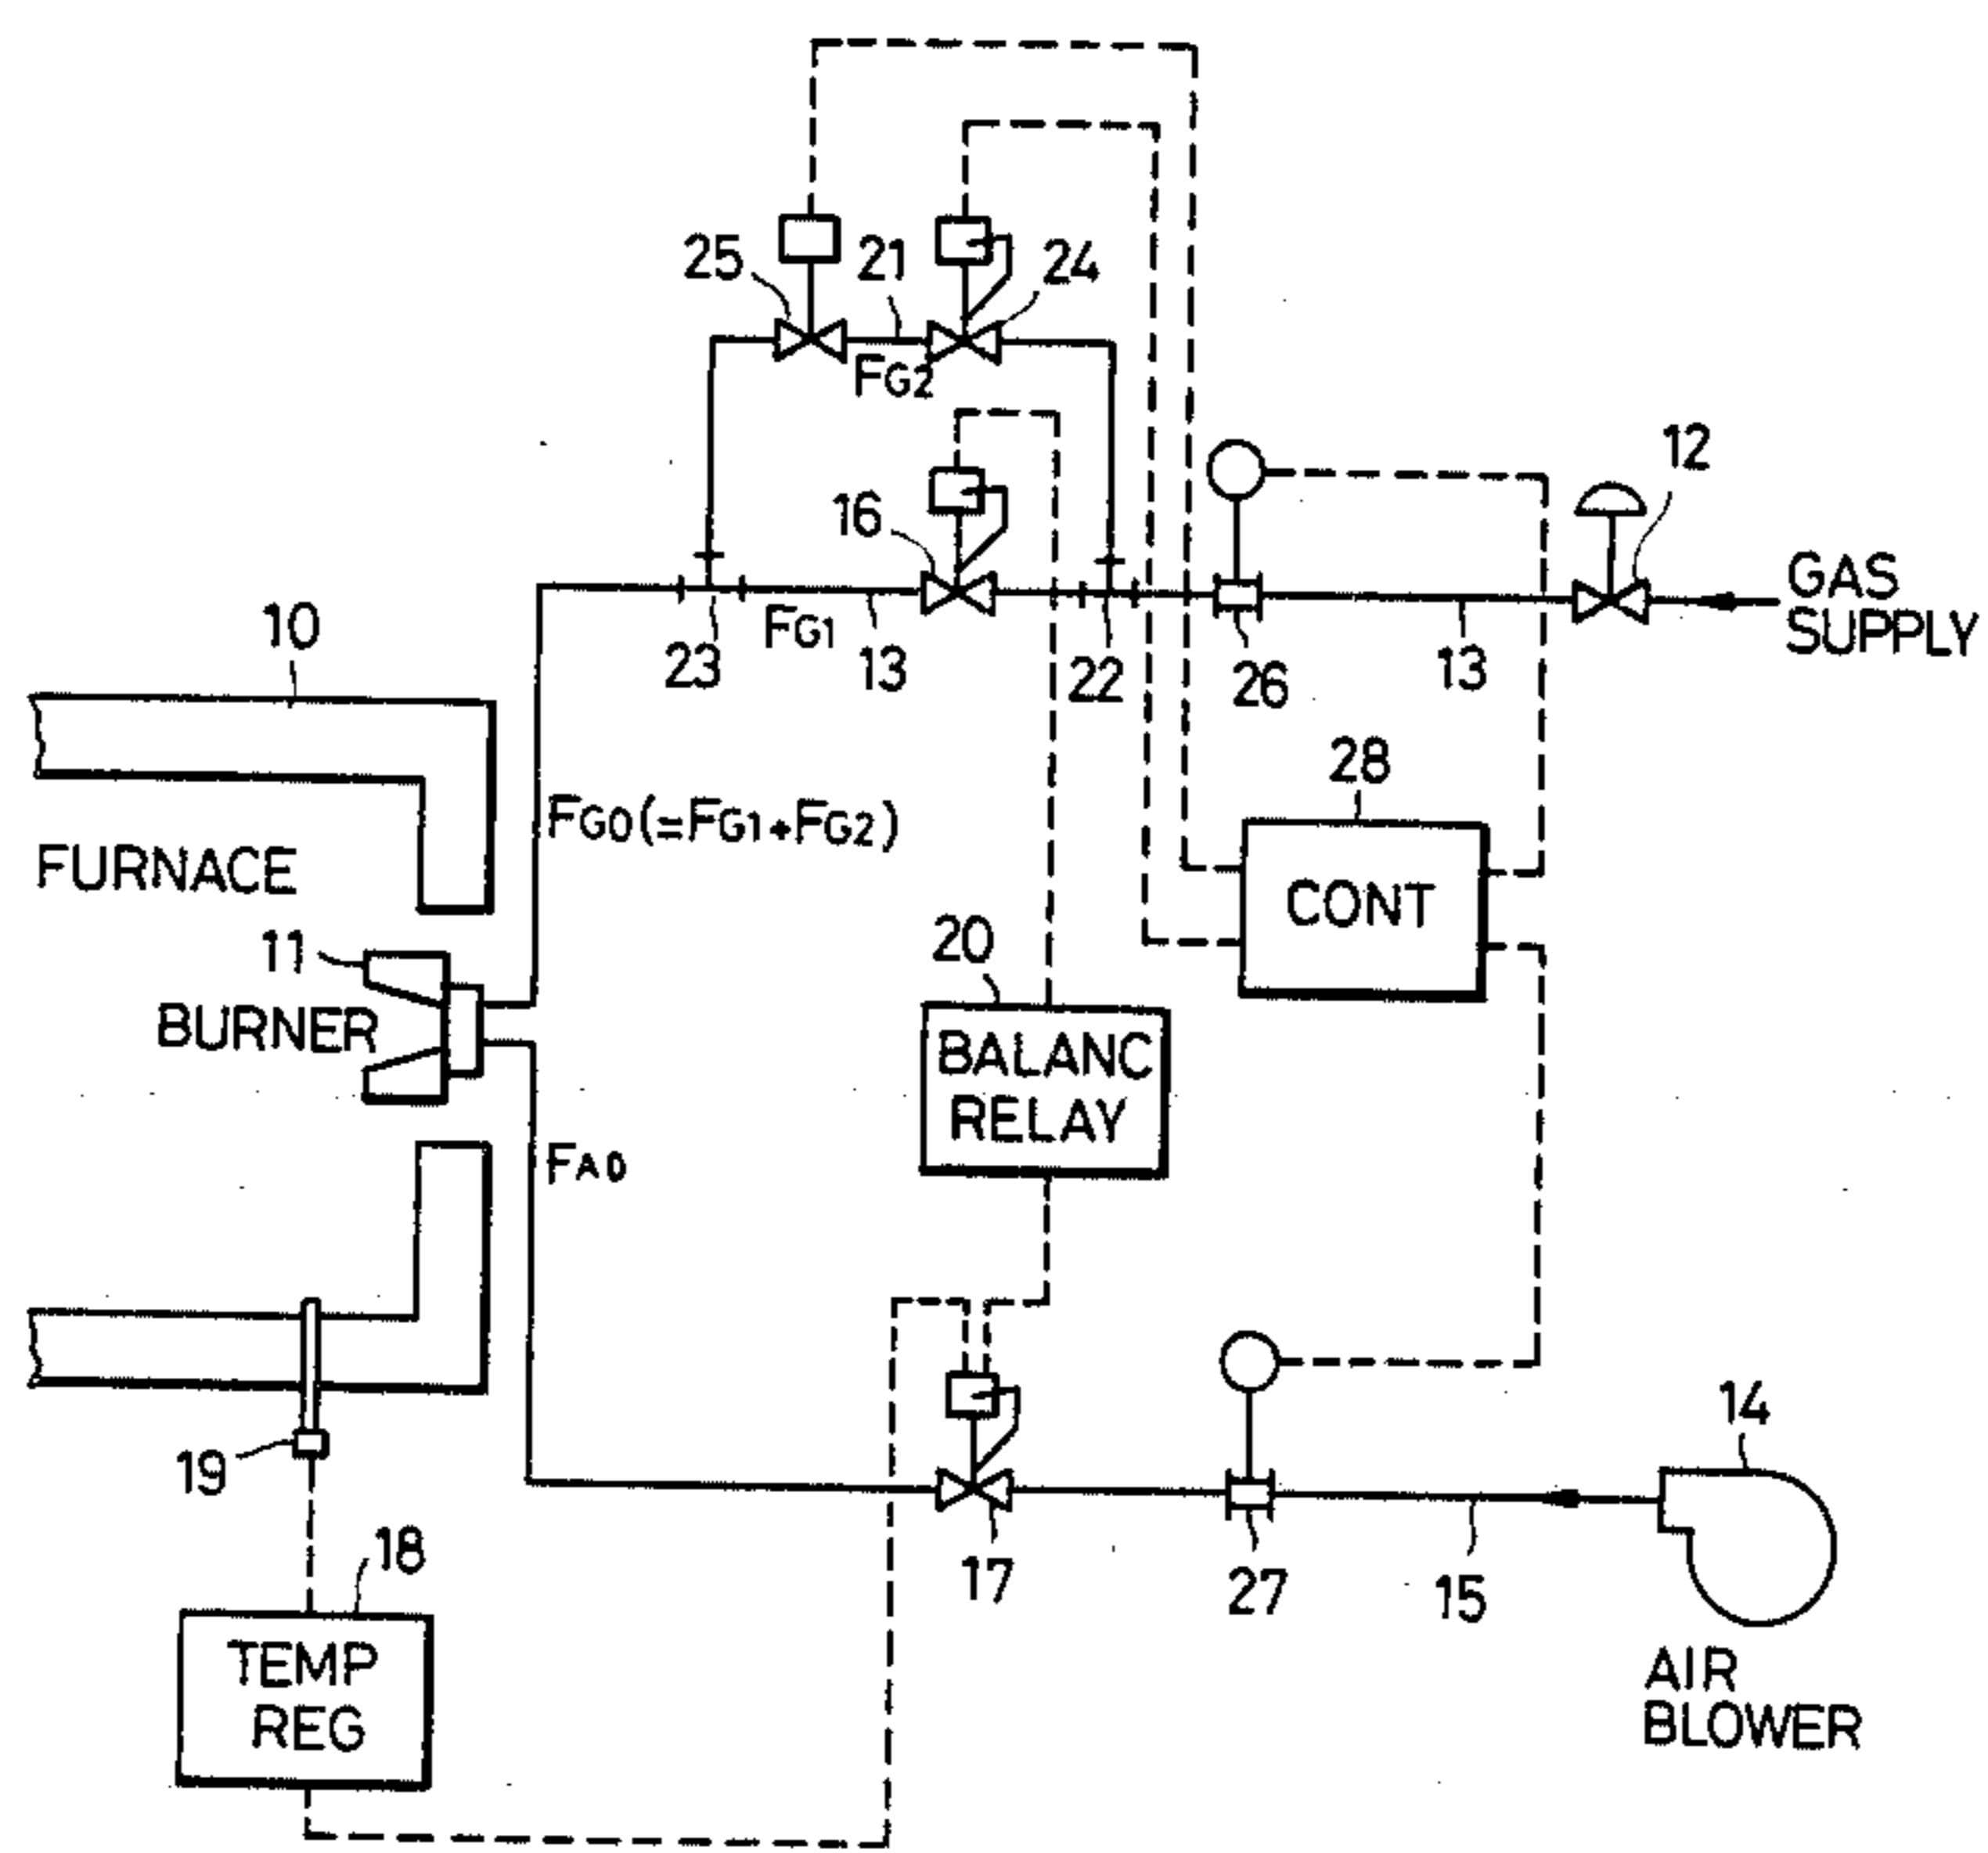 25
21
24
FG2
12
16
GAS
SUPPLY
10
23
FG1
13
22
26
13
28
FG0(=FG1+FG2)
FURNACE
CONT
11
20
BURNER
BALANC
RELAY
FA0
14
19
17
27
15
18
TEMP
REG
AIR
BLOWER